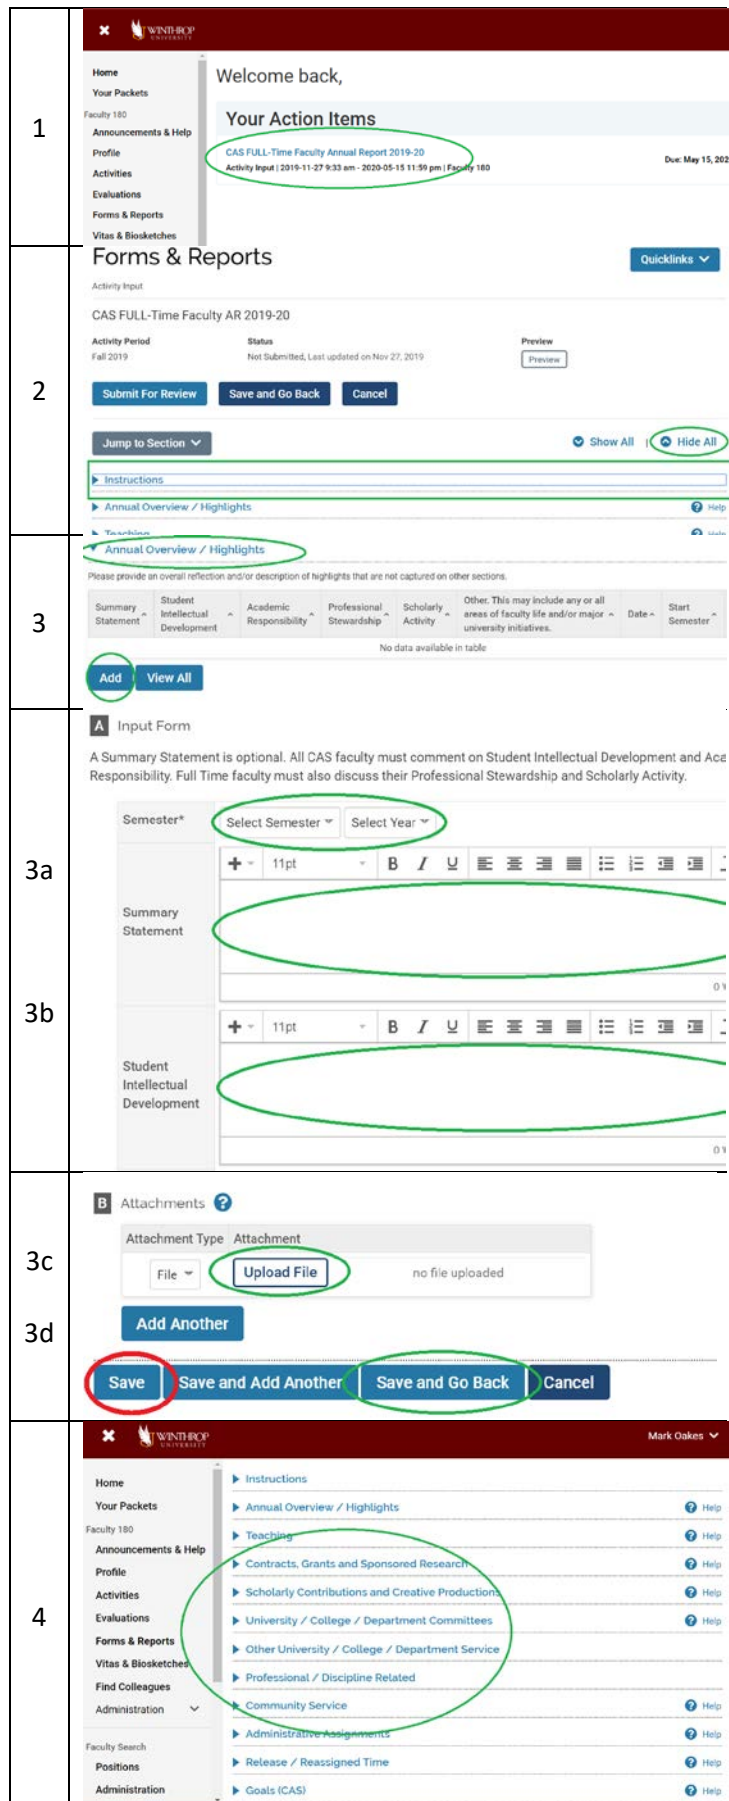 1
WINTHROP
UNIVERSITY
Home
Your Packets
Faculty 180
Announcements & Help
Profile
Activities
Evaluations
Forms & Reports
Vitas & Biosketches
Welcome back,
Your Action Items
CAS FULL-Time Faculty Annual Report 2019-20
Activity Input | 2019-11-27 9:33 am - 2020-05-15 11:59 pm | Faculty 180
Due: May 15, 202
2
Forms & Reports
Quicklinks
Activity Input
CAS FULL-Time Faculty AR 2019-20
Activity Period Status Preview
Fall 2019 Not Submitted, Last updated on Nov 27, 2019 Preview
Submit For Review Save and Go Back Cancel
Jump to Section Show All | Hide All
Instructions
Annual Overview / Highlights Help
Teaching Help
3
Annual Overview / Highlights
Please provide an overall reflection and/or description of highlights that are not captured on other sections.
Summary Statement Student Intellectual Development Academic Responsibility Professional Stewardship Scholarly Activity Other. This may include any or all areas of faculty life and/or major university initiatives. Date Start Semester
No data available in table
Add View All
A Input Form
A Summary Statement is optional. All CAS faculty must comment on Student Intellectual Development and Aca
Responsibility. Full Time faculty must also discuss their Professional Stewardship and Scholarly Activity.
3a
Semester* Select Semester Select Year
11pt B I U
Summary
Statement
0
3b
11pt B I U
Student
Intellectual
Development
0
3c
B Attachments ?
Attachment Type Attachment
File Upload File no file uploaded
3d
Add Another
Save Save and Add Another Save and Go Back Cancel
4
WINTHROP
UNIVERSITY
Mark Oakes
Home
Your Packets
Faculty 180
Announcements & Help
Profile
Activities
Evaluations
Forms & Reports
Vitas & Biosketches
Find Colleagues
Administration
Faculty Search
Positions
Administration
Instructions
Annual Overview / Highlights Help
Teaching Help
Contracts, Grants and Sponsored Research Help
Scholarly Contributions and Creative Productions Help
University / College / Department Committees Help
Other University / College / Department Service
Professional / Discipline Related
Community Service Help
Administrative Assignments Help
Release / Reassigned Time Help
Goals (CAS) Help